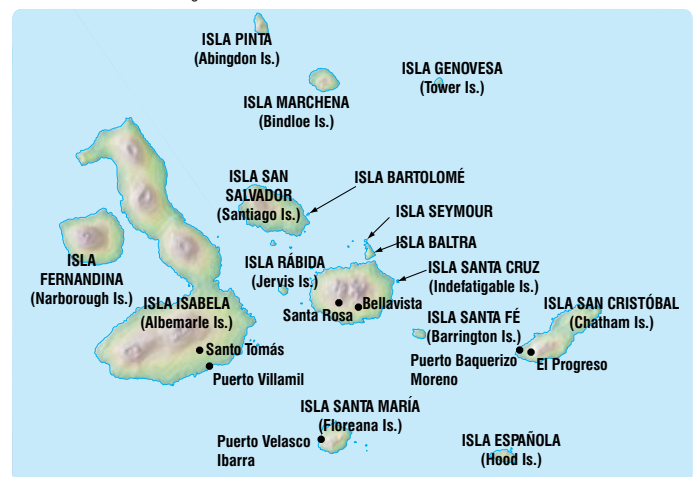 ISLA PINTA
(Abingdon Is.)
ISLA GENOVESA
(Tower Is.)
ISLA MARCHENA
(Bindloe Is.)
ISLA SAN
SALVADOR
(Santiago Is.)
ISLA BARTOLOMÉ
ISLA SEYMOUR
ISLA BALTRA
ISLA
FERNANDINA
(Narborough Is.)
ISLA RÁBIDA
(Jervis Is.)
ISLA SANTA CRUZ
(Indefatigable Is.)
ISLA ISABELA
(Albemarle Is.)
Bellavista
Santa Rosa
ISLA SANTA FÉ
(Barrington Is.)
ISLA SAN CRISTÓBAL
(Chatham Is.)
Santo Tomás
Puerto Villamil
Puerto Baquerizo
Moreno
El Progreso
ISLA SANTA MARÍA
(Floreana Is.)
Puerto Velasco
Ibarra
ISLA ESPAÑOLA
(Hood Is.)